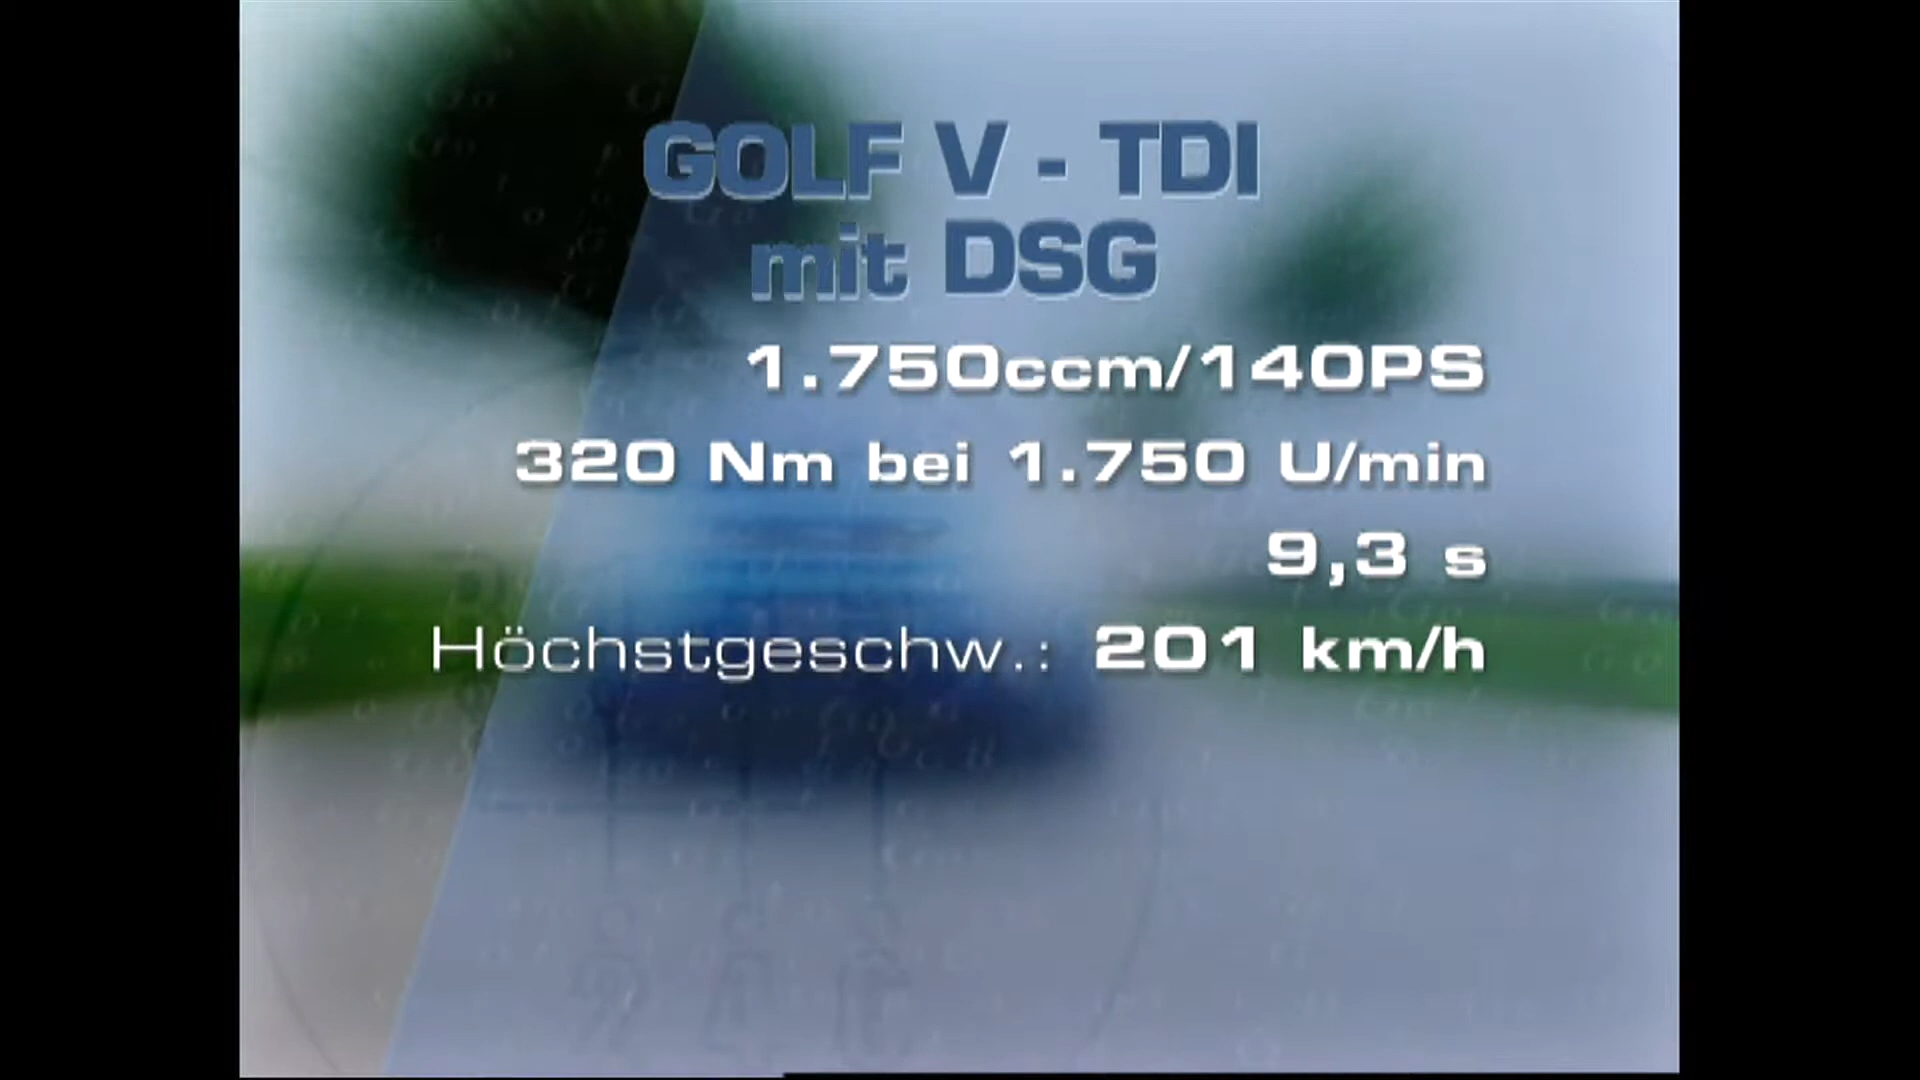 GOLF V - TDI
mit DSG
1.750ccm/140PS
320 Nm bei 1.750 U/min
9,3 s
Höchstgeschw.: 201 km/h